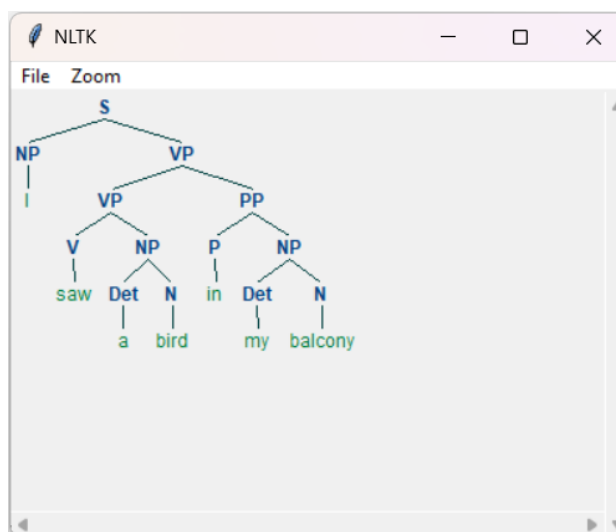 NLTK
File Zoom
S
NP VP
I VP PP
V NP P NP
saw Det N in Det N
a bird my balcony